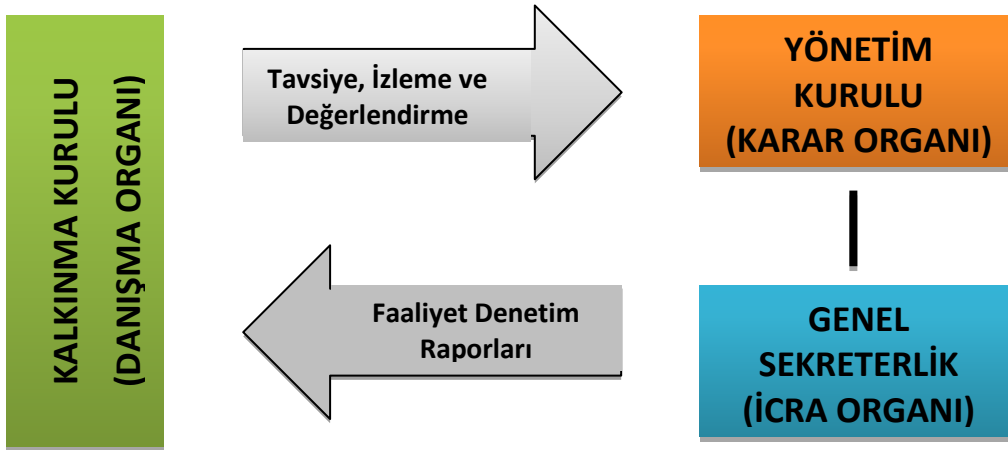 KALKINMA KURULU
(DANIŞMA ORGANI)
Tavsiye, İzleme ve
Değerlendirme
YÖNETİM
KURULU
(KARAR ORGANI)
Faaliyet Denetim
Raporları
GENEL
SEKRETERLİK
(İCRA ORGANI)